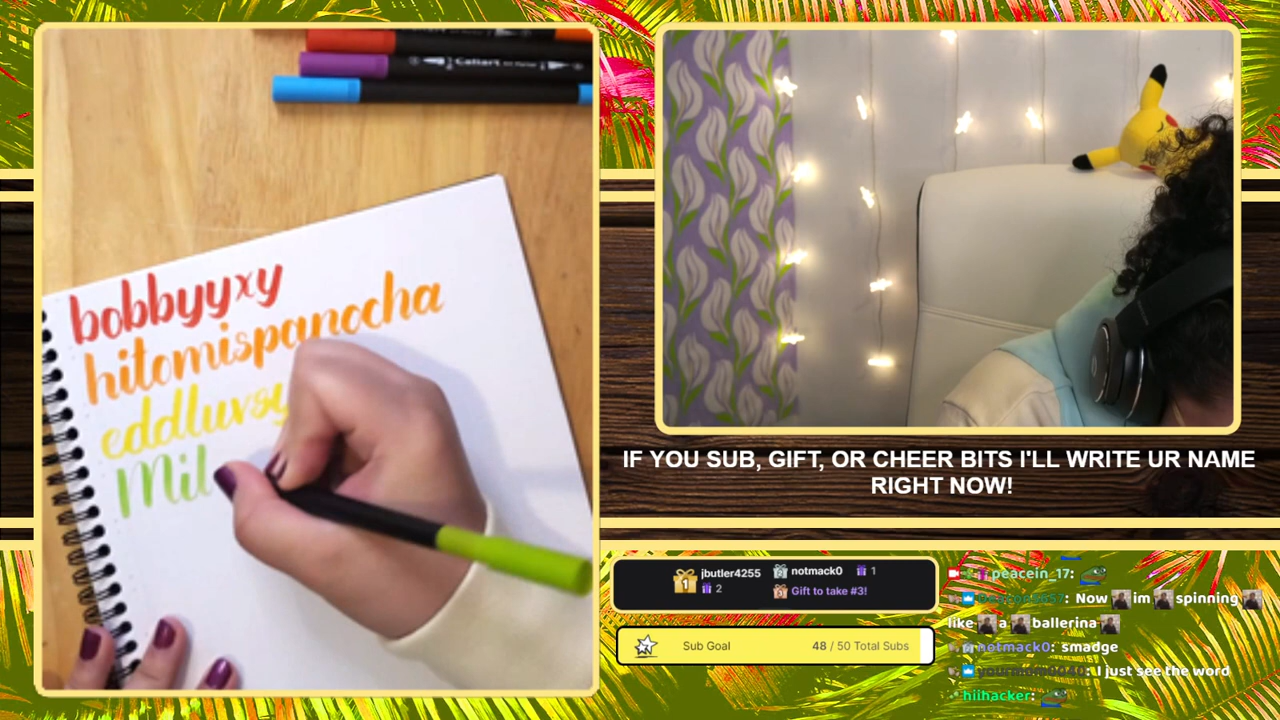 bobbyyxy
hitomispanocha
eddluvsy
Mil
IF YOU SUB, GIFT, OR CHEER BITS I'LL WRITE UR NAME
RIGHT NOW!
jbutler4255
2
notmack0
1
Gift to take #3!
Sub Goal
48 / 50 Total Subs
peacein_17:
: Now im spinning
like a ballerina
notmack0: smadge
: I just see the word
hiihacker: